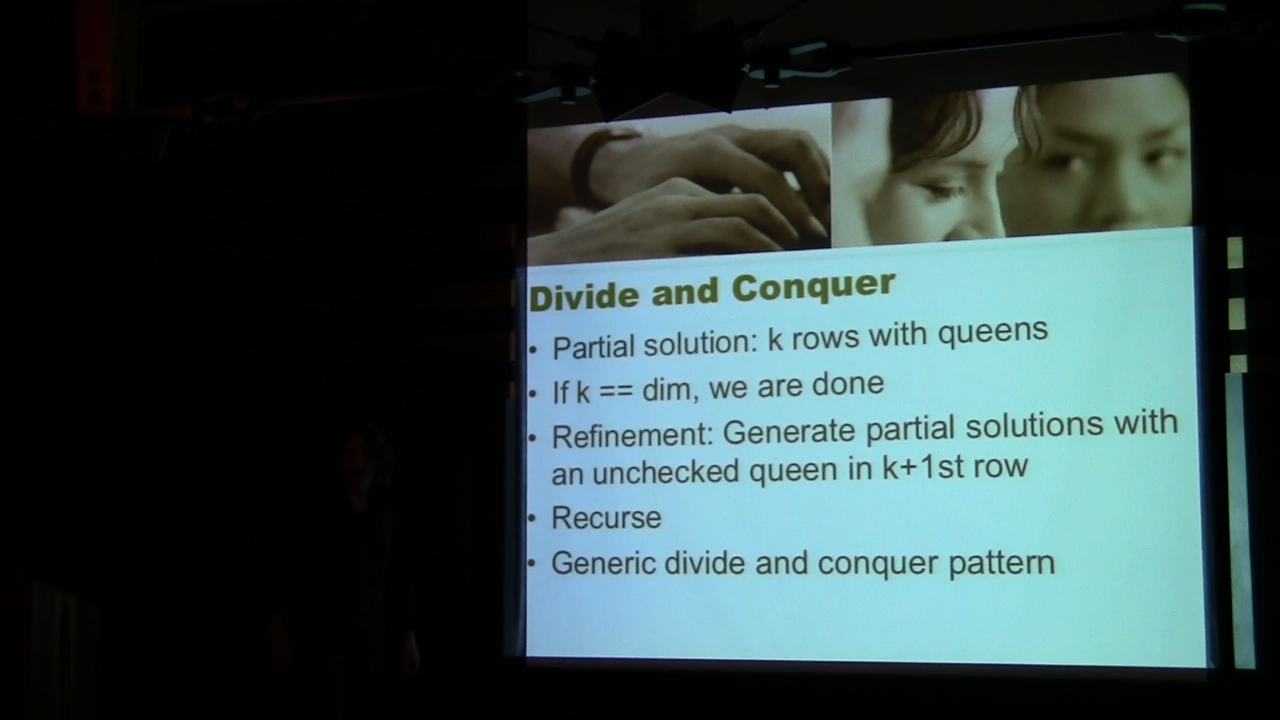 Divide and Conquer
• Partial solution: k rows with queens
• If k == dim, we are done
• Refinement: Generate partial solutions with
an unchecked queen in k+1st row
• Recurse
• Generic divide and conquer pattern